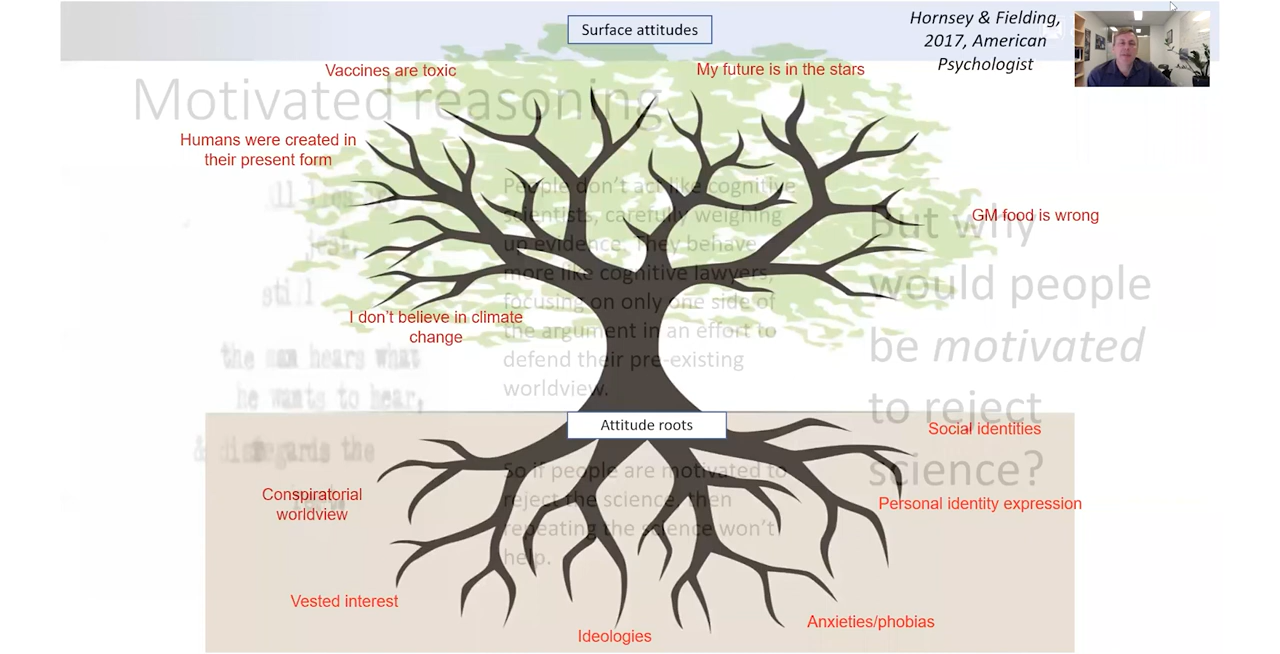 Surface attitudes
Hornsey & Fielding,
2017, American
Psychologist
Vaccines are toxic
My future is in the stars
Motivated reasoning
Humans were created in
their present form
People don't act like cognitive
scientists, carefully weighing
up evidence. They behave
more like cognitive lawyers,
focusing on only one side of
the argument in an effort to
defend their pre-existing
worldview.
GM food is wrong
But why
would people
be motivated
to reject
science?
jest,
still
I don't believe in climate
change
the man hears what
he wants to hear,
& disregards the
Attitude roots
Social identities
Conspiratorial
worldview
So if people are motivated to
reject the science, then
repeating the science won't
help.
Personal identity expression
Vested interest
Ideologies
Anxieties/phobias